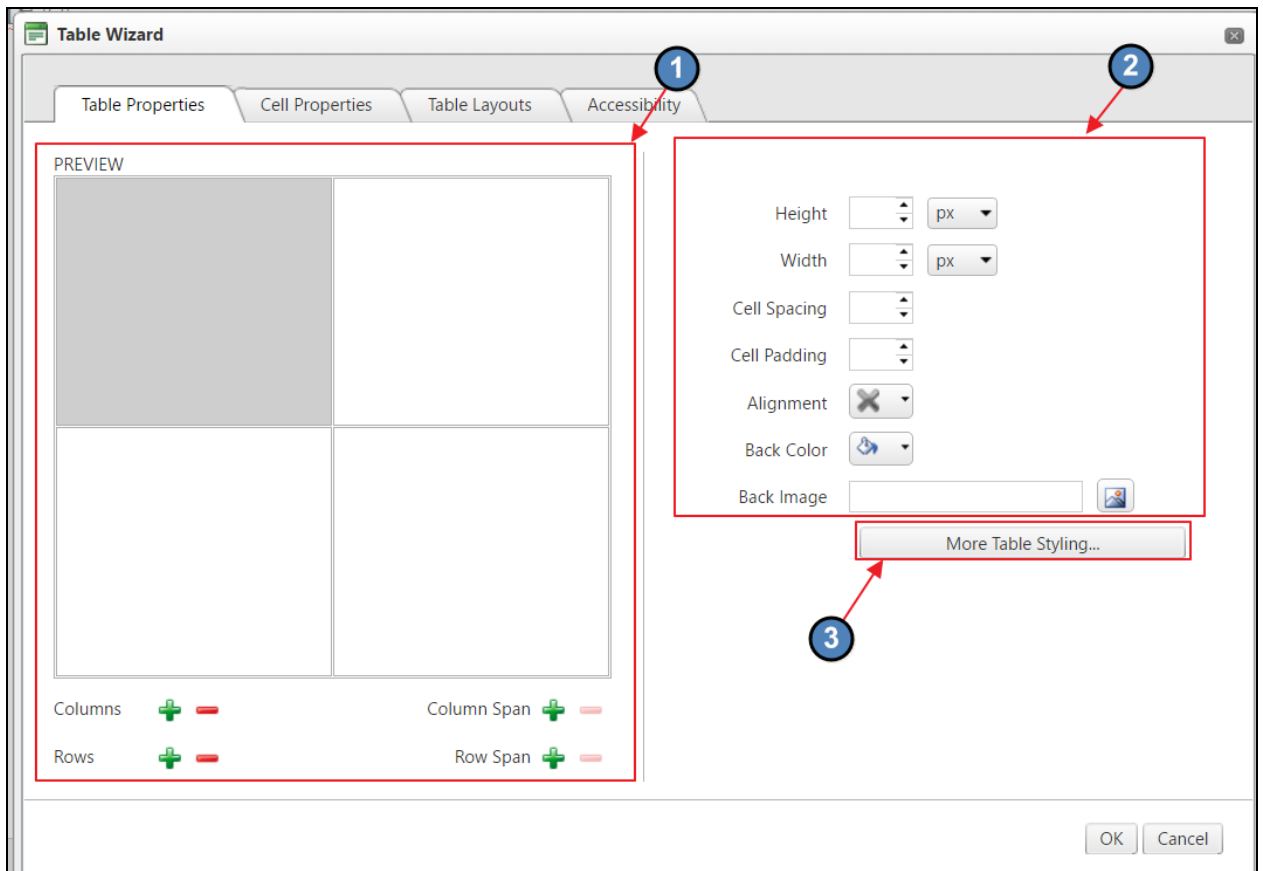 Table Wizard
1
2
Table Properties
Cell Properties
Table Layouts
Accessibility
PREVIEW
Height
px
Width
px
Cell Spacing
Cell Padding
Alignment
Back Color
Back Image
More Table Styling...
3
Columns
Column Span
Rows
Row Span
OK
Cancel